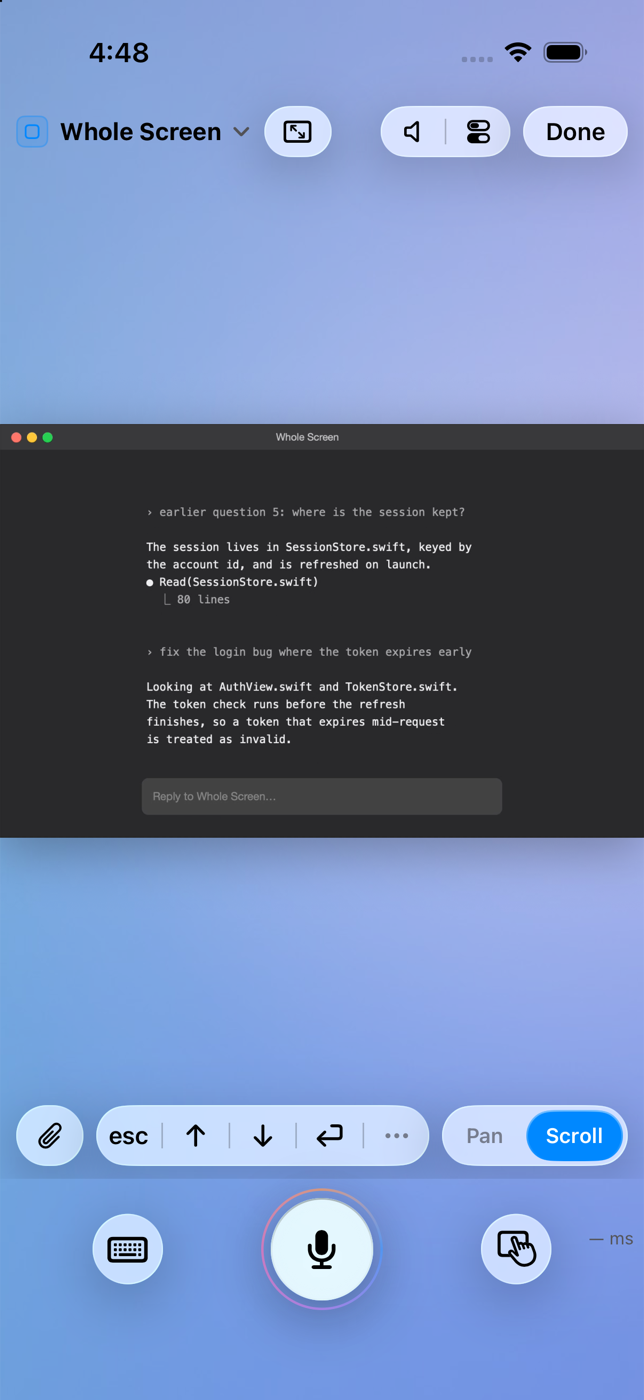 4:48
Whole Screen
Done
Whole Screen
› earlier question 5: where is the session kept?
The session lives in SessionStore.swift, keyed by
the account id, and is refreshed on launch.
● Read(SessionStore.swift)
⎿ 80 lines
› fix the login bug where the token expires early
Looking at AuthView.swift and TokenStore.swift.
The token check runs before the refresh
finishes, so a token that expires mid-request
is treated as invalid.
Reply to Whole Screen…
esc
Pan
Scroll
— ms